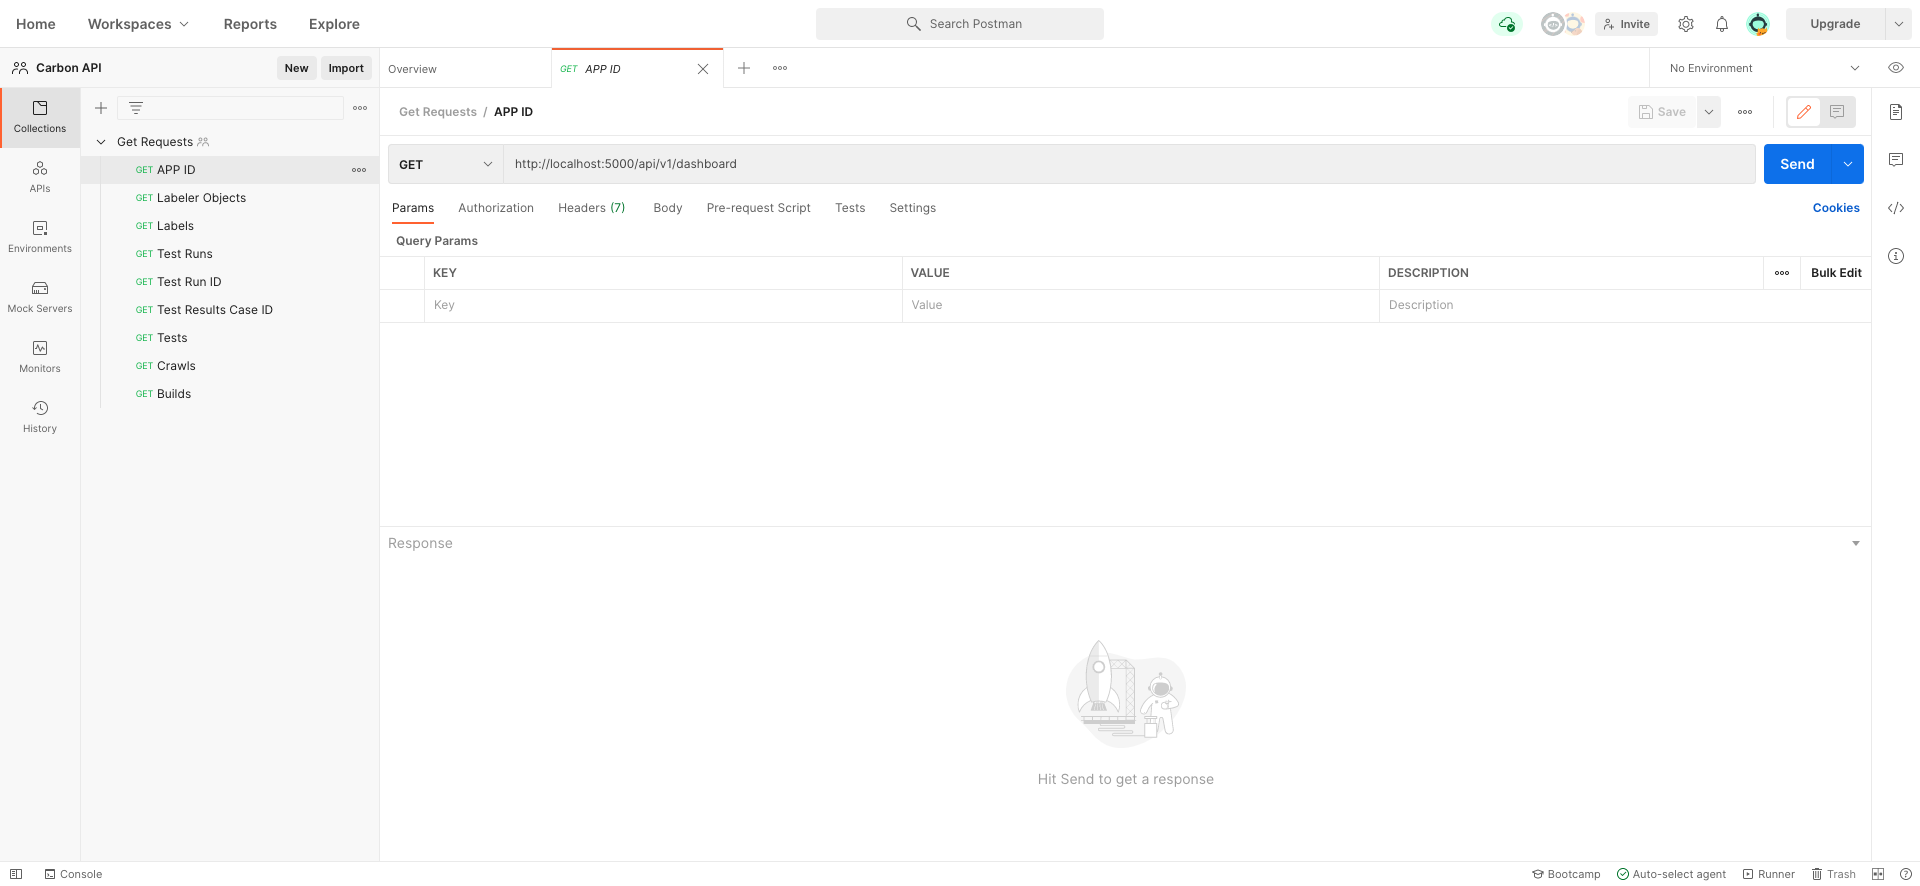 Home Workspaces Reports Explore Search Postman Invite Upgrade
Carbon API New Import Overview GET APP ID No Environment
Collections
Get Requests / APP ID Save
Get Requests
GET APP ID
GET http://localhost:5000/api/v1/dashboard Send
APIs
GET Labeler Objects
Params Authorization Headers (7) Body Pre-request Script Tests Settings Cookies
GET Labels
Query Params
Environments
GET Test Runs
KEY VALUE DESCRIPTION Bulk Edit
GET Test Run ID
Key Value Description
Mock Servers
GET Test Results Case ID
GET Tests
Monitors
GET Crawls
GET Builds
History
Response
Hit Send to get a response
Console Bootcamp Auto-select agent Runner Trash